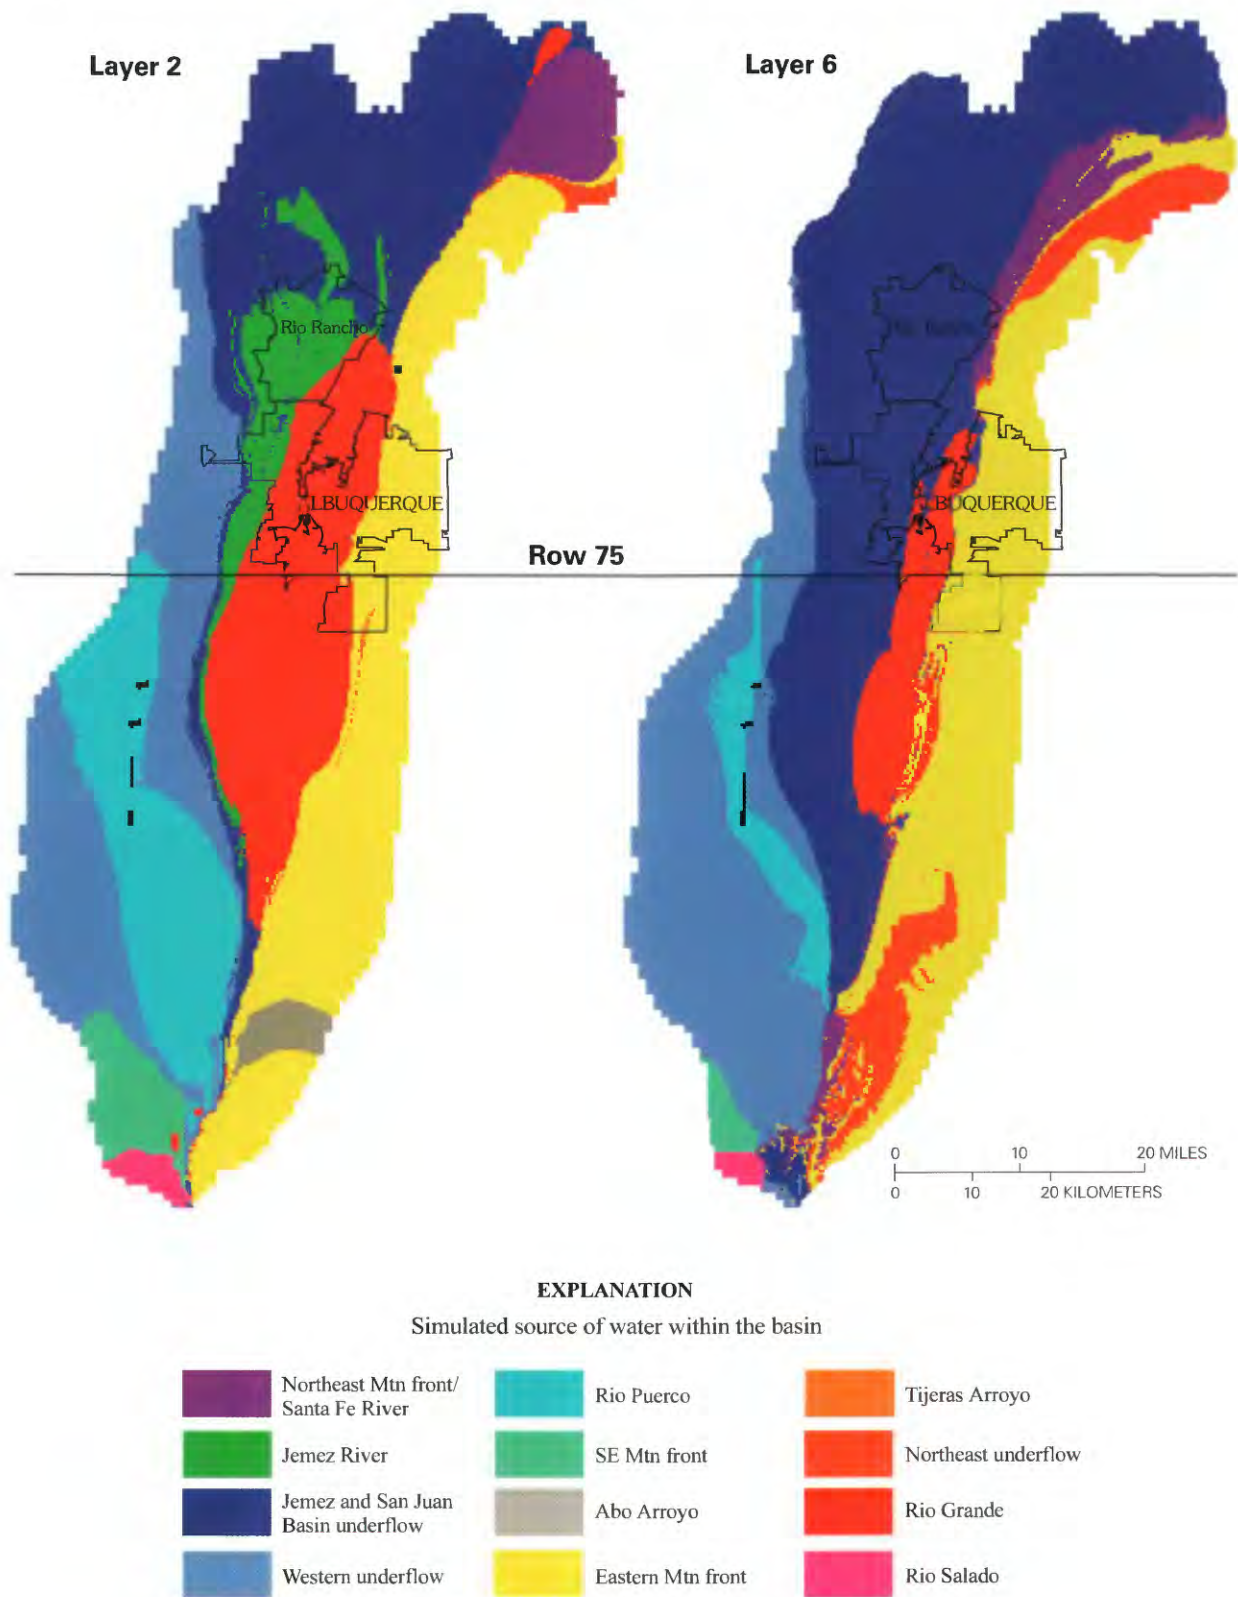 Layer 2
Layer 6
Rio Rancho
LBUQUERQUE
BUQUERQUE
Row 75
0 10 20 MILES
0 10 20 KILOMETERS
EXPLANATION
Simulated source of water within the basin
Northeast Mtn front/
Santa Fe River
Jemez River
Jemez and San Juan
Basin underflow
Western underflow
Rio Puerco
SE Mtn front
Abo Arroyo
Eastern Mtn front
Tijeras Arroyo
Northeast underflow
Rio Grande
Rio Salado